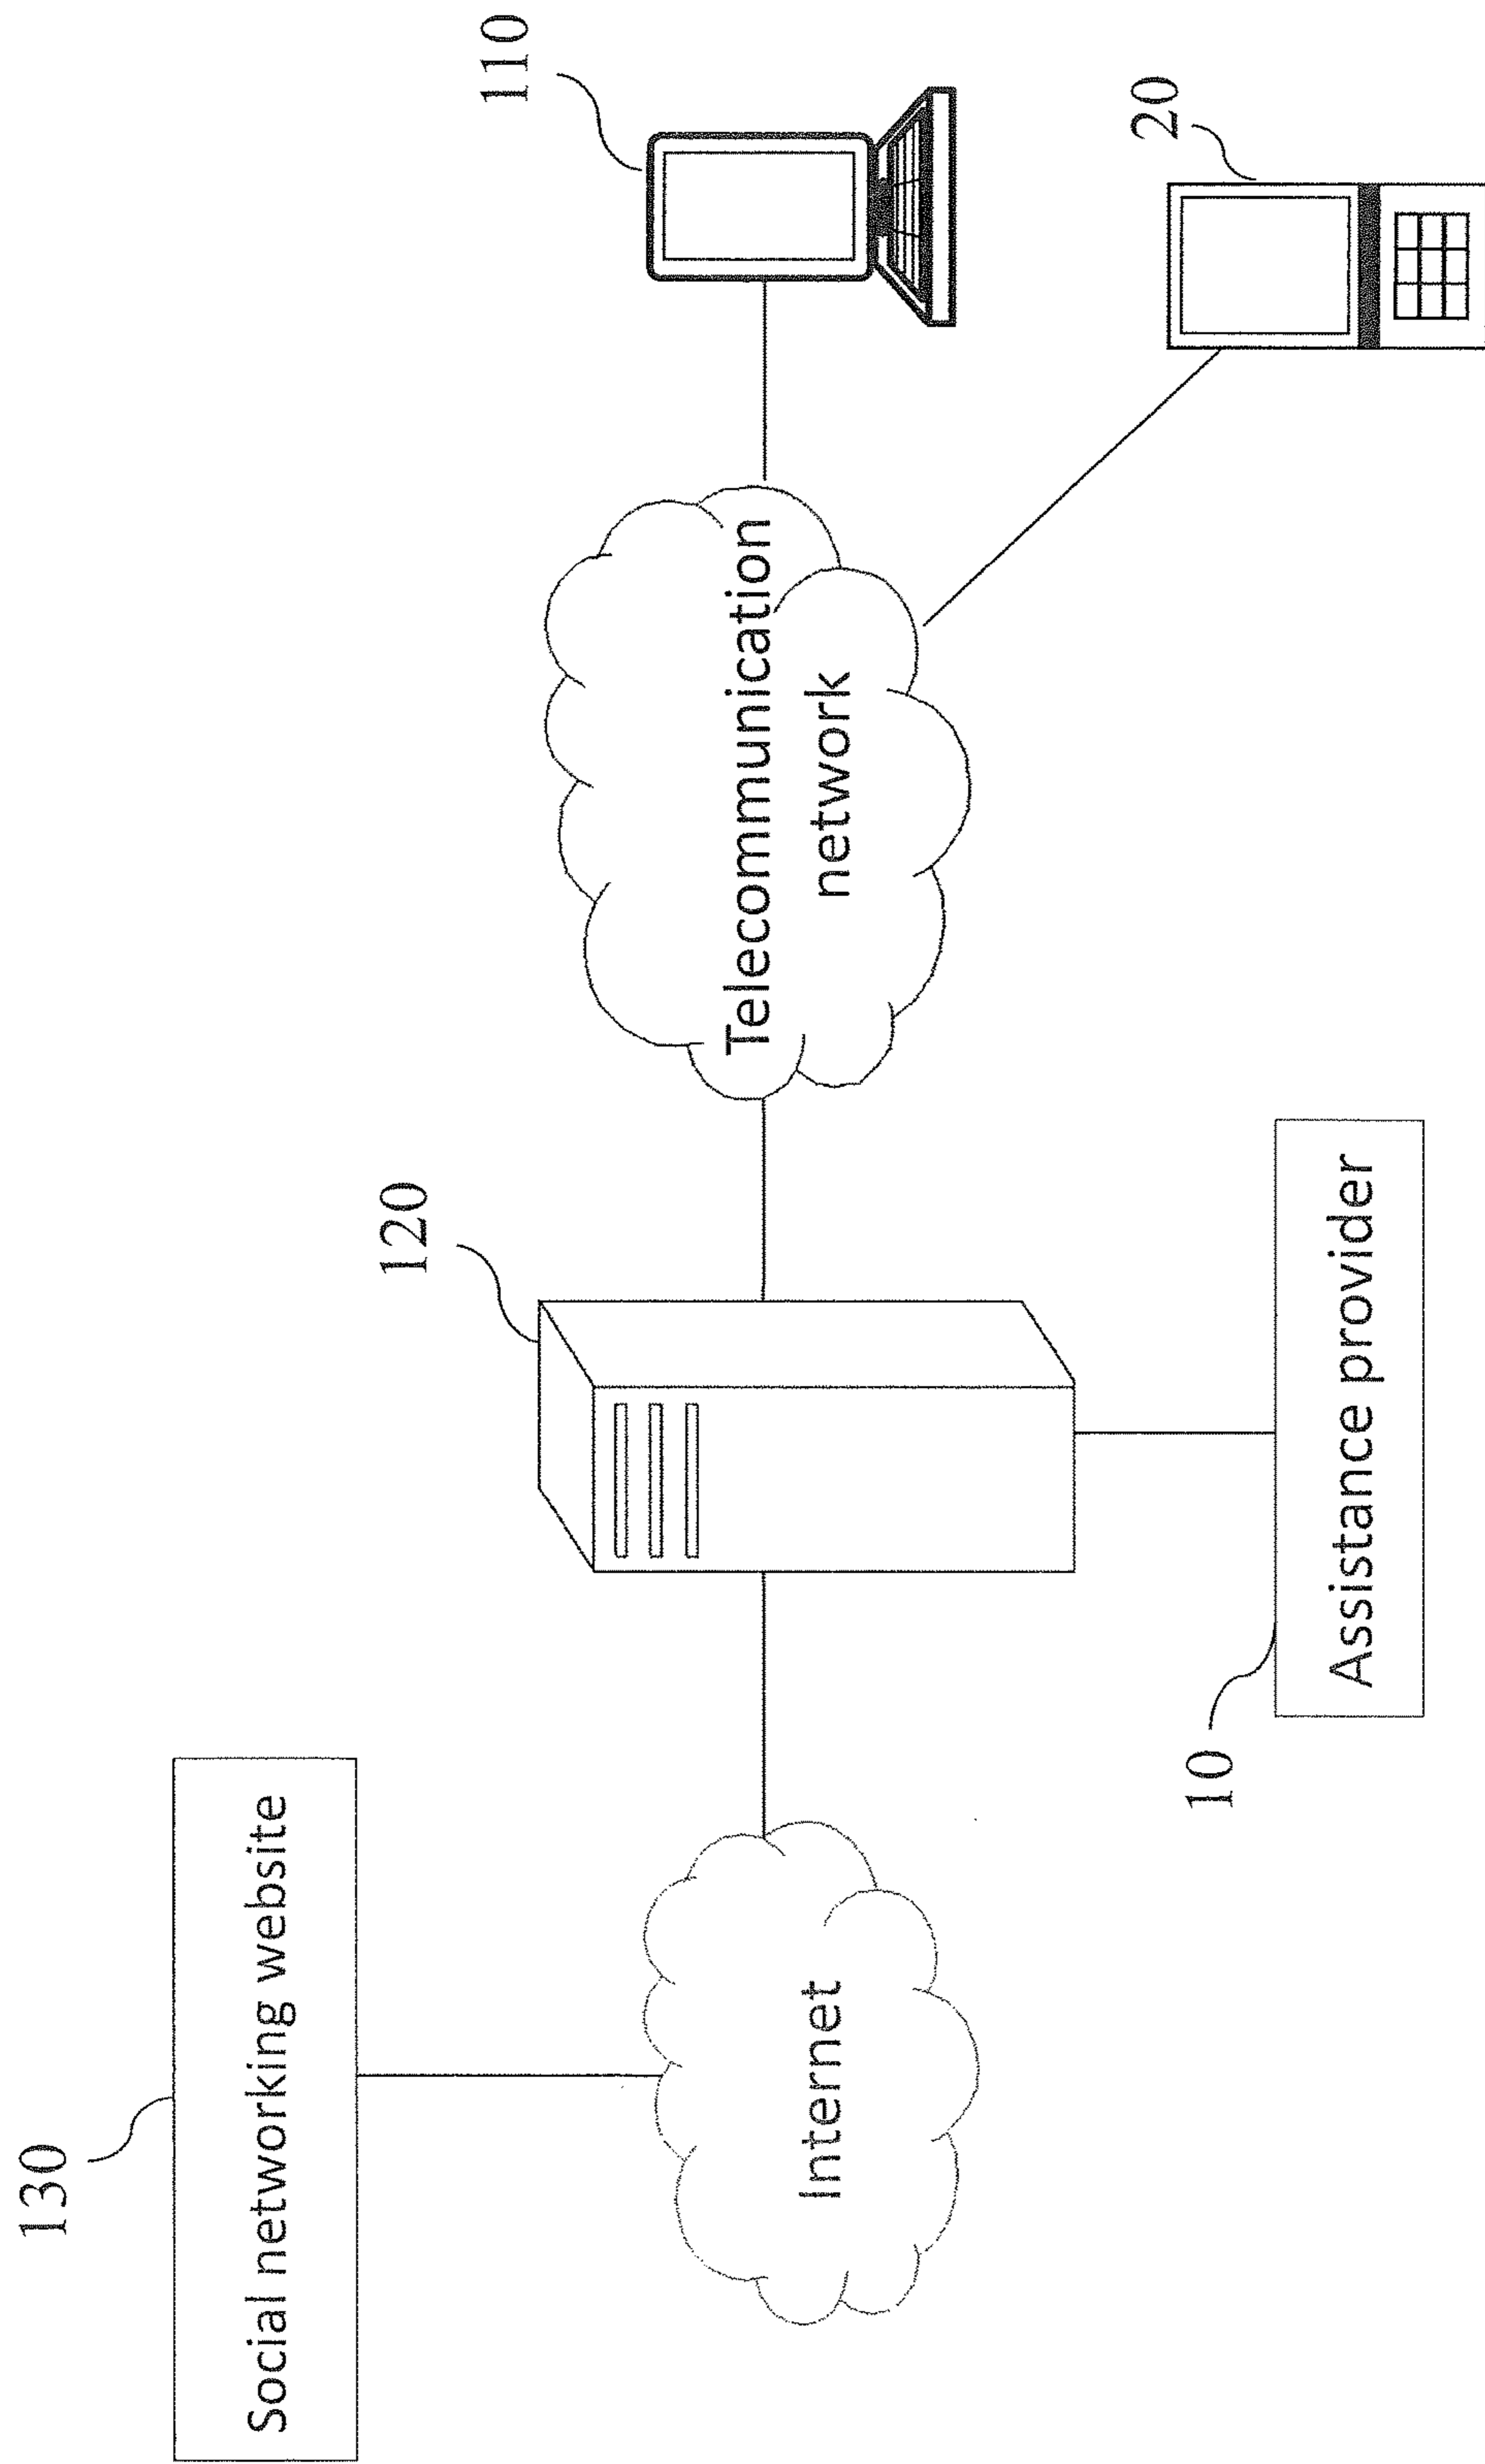 130
Social networking website
Internet
120
10
Assistance provider
Telecommunication
network
110
20